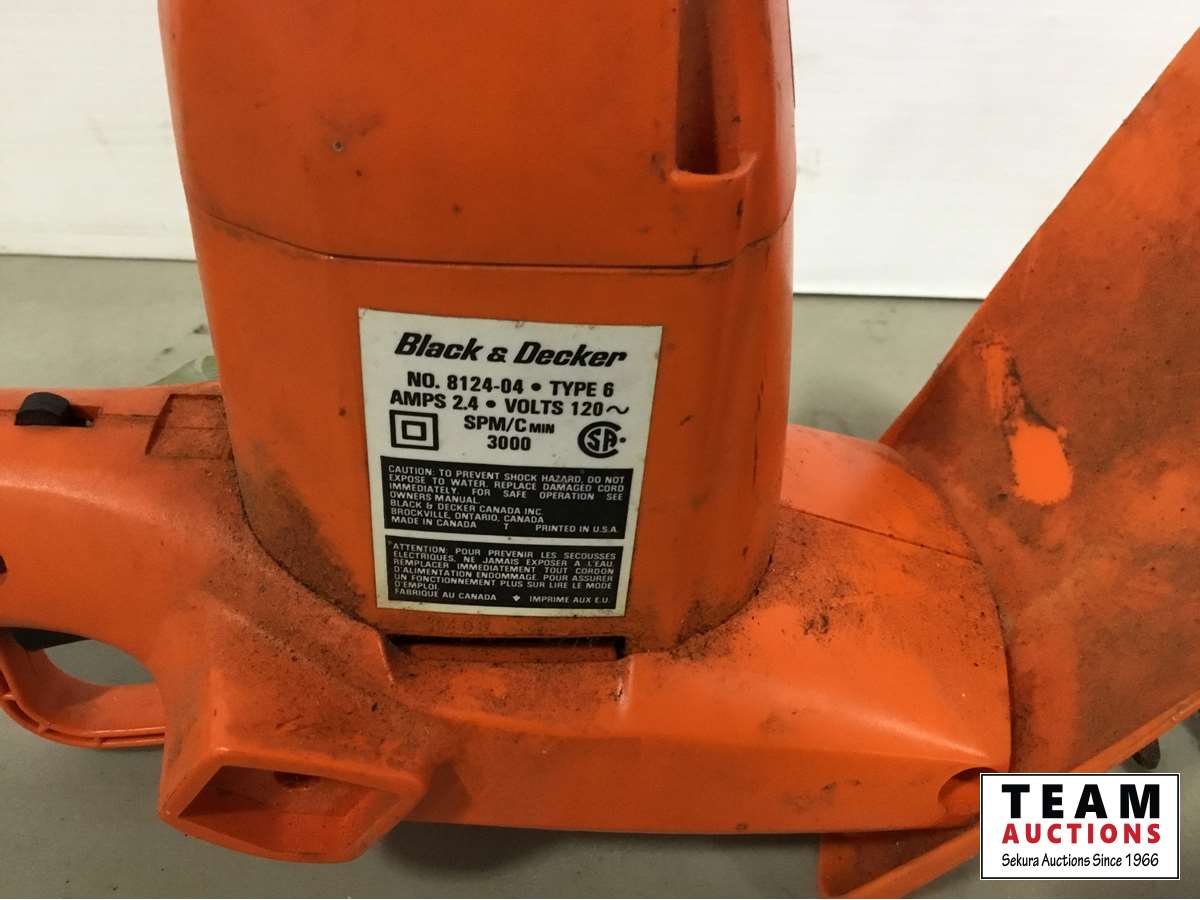 Black & Decker
NO. 8124-04 • TYPE 6
AMPS 2.4 • VOLTS 120 ~
SPM/C MIN
3000
CAUTION: TO PREVENT SHOCK HAZARD, DO NOT
EXPOSE TO WATER. REPLACE DAMAGED CORD
IMMEDIATELY. FOR SAFE OPERATION SEE
OWNERS MANUAL.
BLACK & DECKER CANADA INC.
BROCKVILLE, ONTARIO, CANADA
MADE IN CANADA T PRINTED IN U.S.A.
ATTENTION: POUR PREVENIR LES SECOUSSES
ELECTRIQUES, NE JAMAIS EXPOSER A L'EAU.
REMPLACER IMMEDIATEMENT TOUT CORDON
D'ALIMENTATION ENDOMMAGE. POUR ASSURER
UN FONCTIONNEMENT PLUS SUR LIRE LE MODE
D'EMPLOI.
FABRIQUE AU CANADA IMPRIME AUX E.U.
TEAM
AUCTIONS
Sekura Auctions Since 1966